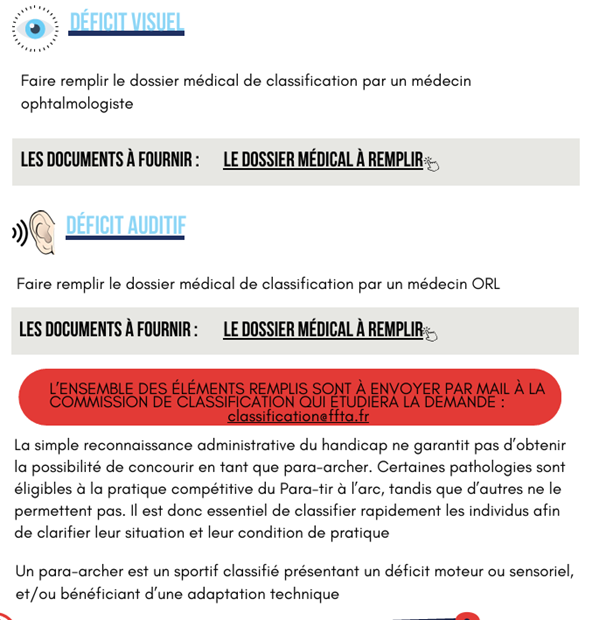 DÉFICIT VISUEL
Faire remplir le dossier médical de classification par un médecin
ophtalmologiste
LES DOCUMENTS À FOURNIR : LE DOSSIER MÉDICAL À REMPLIR
DÉFICIT AUDITIF
Faire remplir le dossier médical de classification par un médecin ORL
LES DOCUMENTS À FOURNIR : LE DOSSIER MÉDICAL À REMPLIR
L'ENSEMBLE DES ÉLÉMENTS REMPLIS SONT À ENVOYER PAR MAIL À LA
COMMISSION DE CLASSIFICATION QUI ETUDIERA LA DEMANDE :
classification@ffta.fr
La simple reconnaissance administrative du handicap ne garantit pas d'obtenir
la possibilité de concourir en tant que para-archer. Certaines pathologies sont
éligibles à la pratique compétitive du Para-tir à l'arc, tandis que d'autres ne le
permettent pas. Il est donc essentiel de classifier rapidement les individus afin
de clarifier leur situation et leur condition de pratique
Un para-archer est un sportif classifié présentant un déficit moteur ou sensoriel,
et/ou bénéficiant d'une adaptation technique